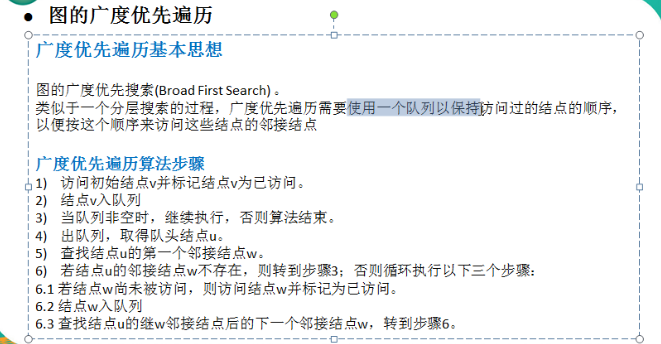 ● 图的广度优先遍历
广度优先遍历基本思想
图的广度优先搜索(Broad First Search) 。
类似于一个分层搜索的过程，广度优先遍历需要使用一个队列以保持访问过的结点的顺序，
以便按这个顺序来访问这些结点的邻接结点
广度优先遍历算法步骤
1) 访问初始结点v并标记结点v为已访问。
2) 结点v入队列
3) 当队列非空时，继续执行，否则算法结束。
4) 出队列，取得队头结点u。
5) 查找结点u的第一个邻接结点w。
6) 若结点u的邻接结点w不存在，则转到步骤3；否则循环执行以下三个步骤：
6.1 若结点w尚未被访问，则访问结点w并标记为已访问。
6.2 结点w入队列
6.3 查找结点u的继w邻接结点后的下一个邻接结点w，转到步骤6。